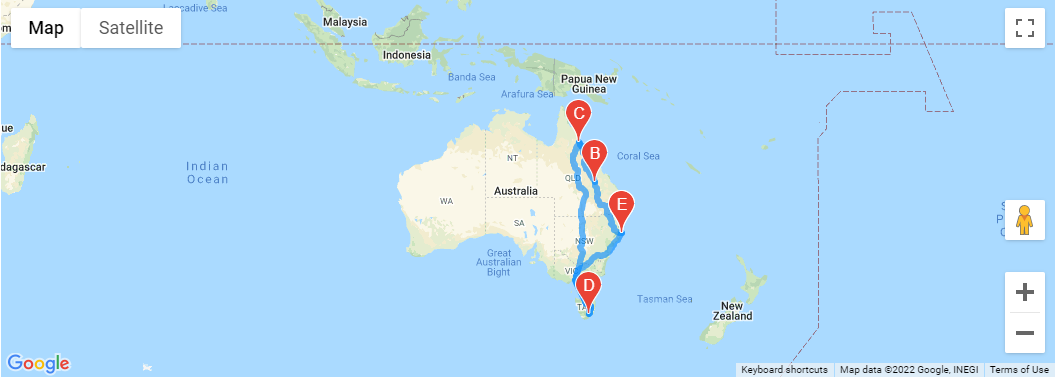 Laccadive Sea
Map
Satellite
Malaysia
Indonesia
Papua New
Guinea
Banda Sea
Arafura Sea
C
B
Coral Sea
NT
QLD
Indian
Ocean
Australia
WA
SA
E
NSW
Great
Australian
Bight
VIC
D
TAS
Tasman Sea
New
Zealand
Google
Keyboard shortcuts
Map data ©2022 Google, INEGI
Terms of Use